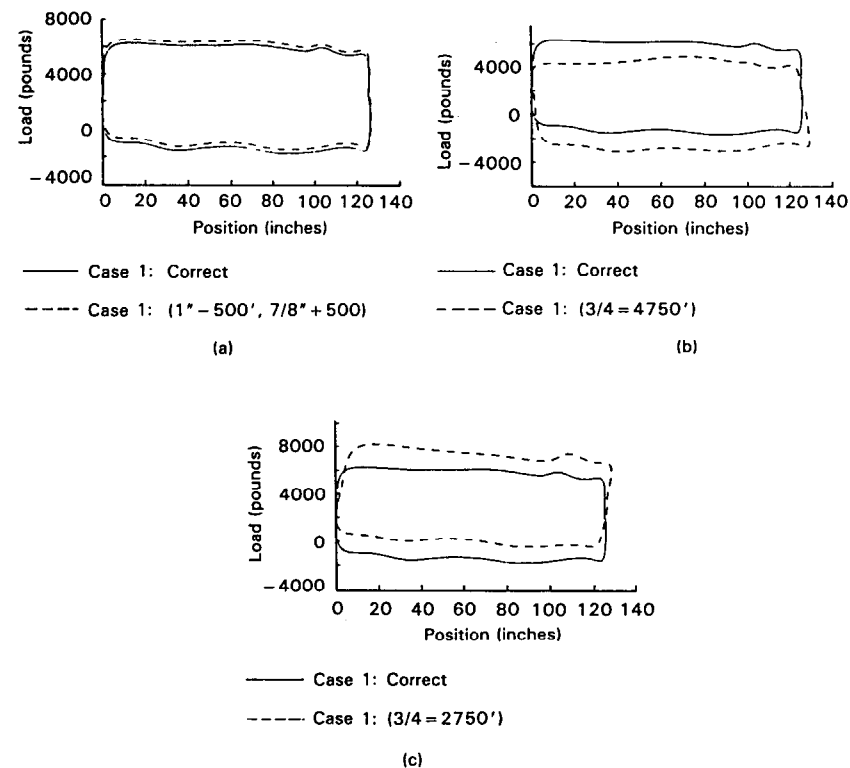 8000
4000
0
−4000
Load (pounds)
0 20 40 60 80 100 120 140
Position (inches)
Case 1: Correct
Case 1: (1"−500', 7/8"+500)
(a)
4000
0
−4000
Load (pounds)
0 20 40 60 80 100 120 140
Position (inches)
Case 1: Correct
Case 1: (3/4=4750')
(b)
8000
4000
0
−4000
Load (pounds)
0 20 40 60 80 100 120 140
Position (inches)
Case 1: Correct
Case 1: (3/4=2750')
(c)